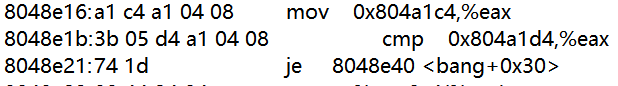 8048e16:a1 c4 a1 04 08 mov 0x804a1c4,%eax
8048e1b:3b 05 d4 a1 04 08 cmp 0x804a1d4,%eax
8048e21:74 1d je 8048e40 <bang+0x30>